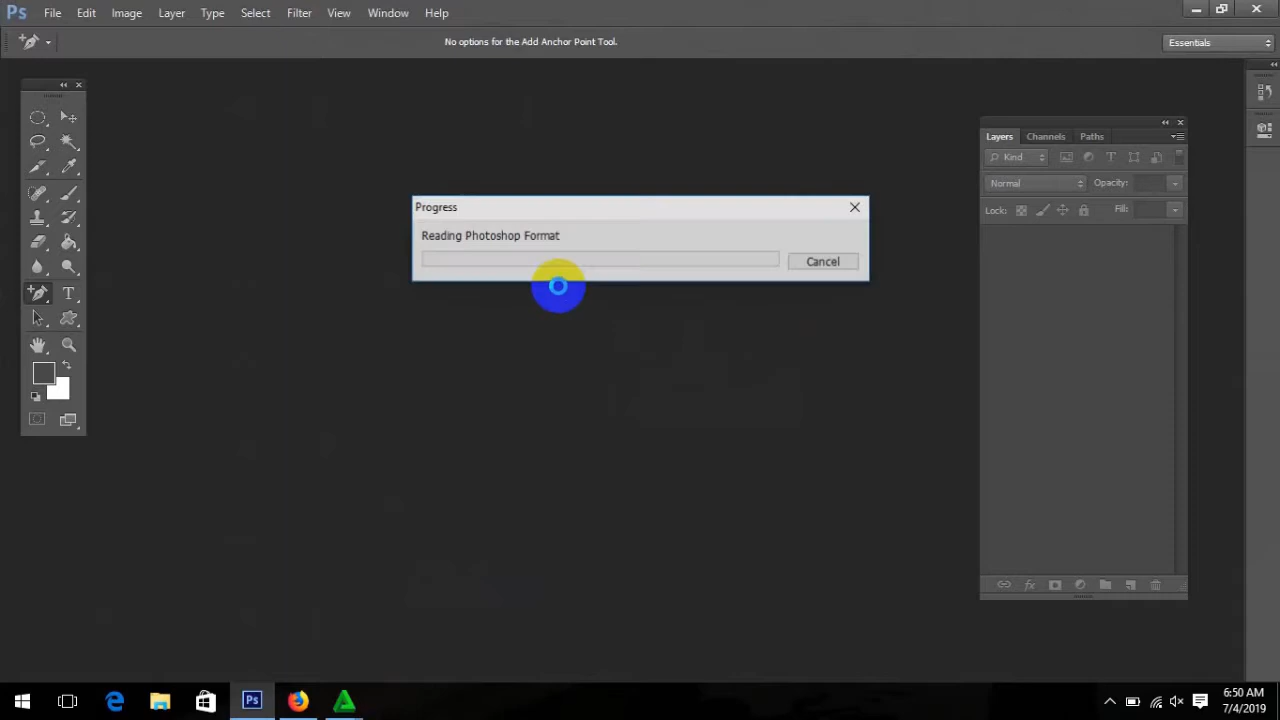 Ps File Edit Image Layer Type Select Filter View Window Help
No options for the Add Anchor Point Tool.
Essentials
Progress
Reading Photoshop Format
Cancel
Layers Channels Paths
Kind T
Normal Opacity:
Lock: Fill:
T
fx
Ps
6:50 AM
7/4/2019